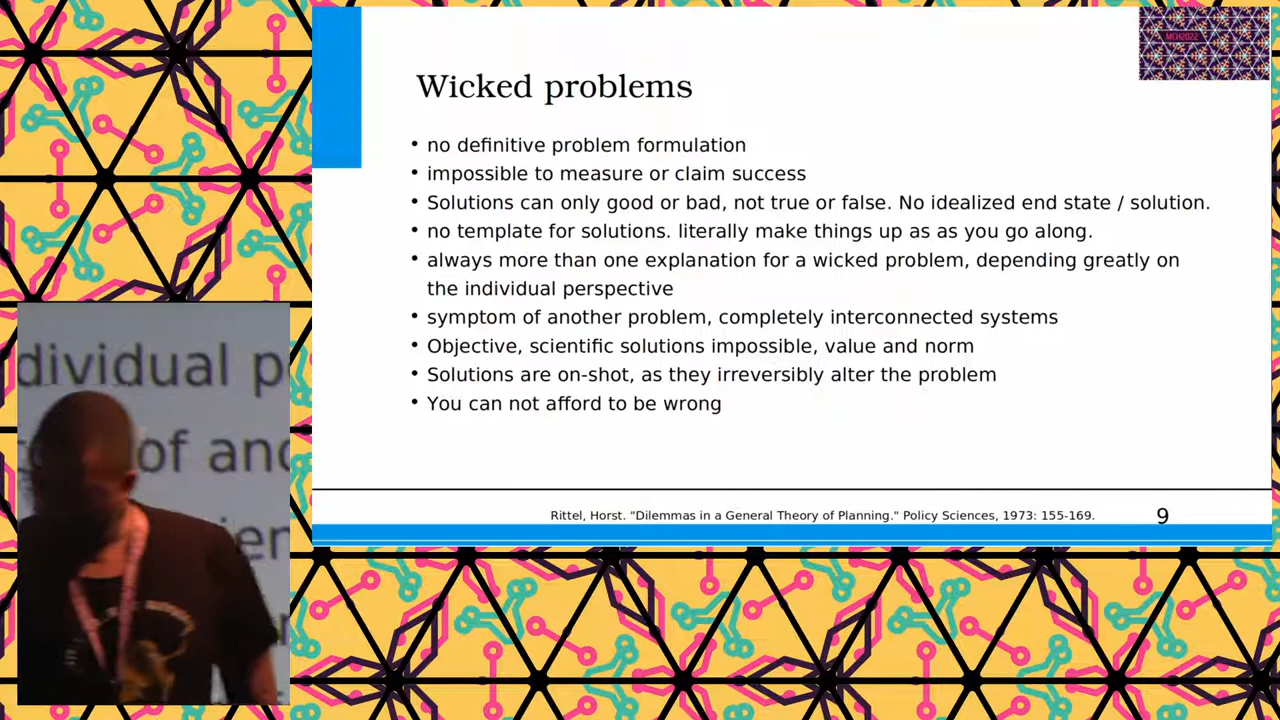 MCH2022
Wicked problems
• no definitive problem formulation
• impossible to measure or claim success
• Solutions can only good or bad, not true or false. No idealized end state / solution.
• no template for solutions. literally make things up as as you go along.
• always more than one explanation for a wicked problem, depending greatly on
the individual perspective
• symptom of another problem, completely interconnected systems
• Objective, scientific solutions impossible, value and norm
• Solutions are on-shot, as they irreversibly alter the problem
• You can not afford to be wrong
Rittel, Horst. "Dilemmas in a General Theory of Planning." Policy Sciences, 1973: 155-169.
9
dividual p
of ano
ien